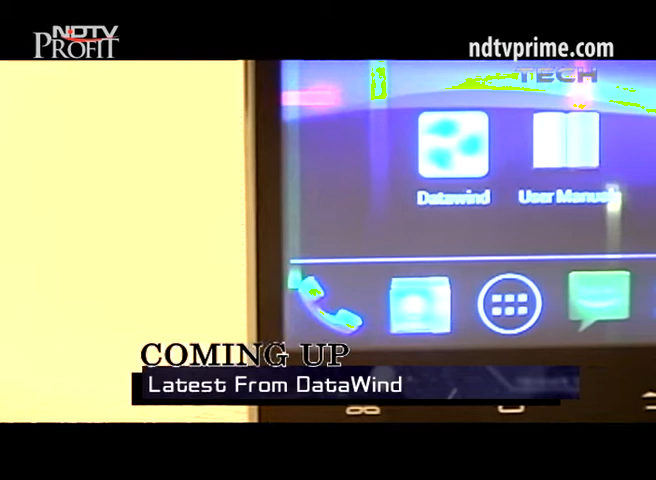 NDTV
PROFIT
ndtvprime.com
TECH
Datawind
User Manual
COMING UP
Latest From DataWind